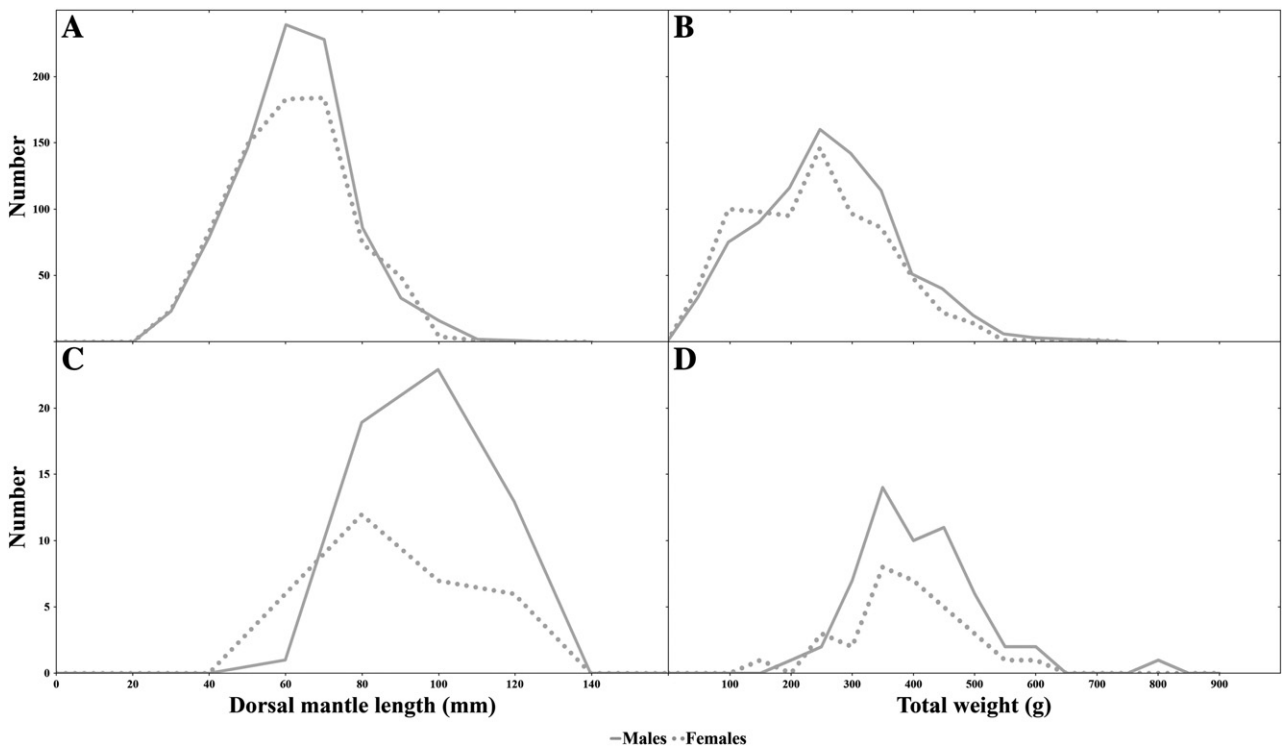 A
B
Number
200
150
100
50
C
D
Number
20
15
10
5
0
0 20 40 60 80 100 120 140
100 200 300 400 500 600 700 800 900
Dorsal mantle length (mm)
Total weight (g)
Males Females